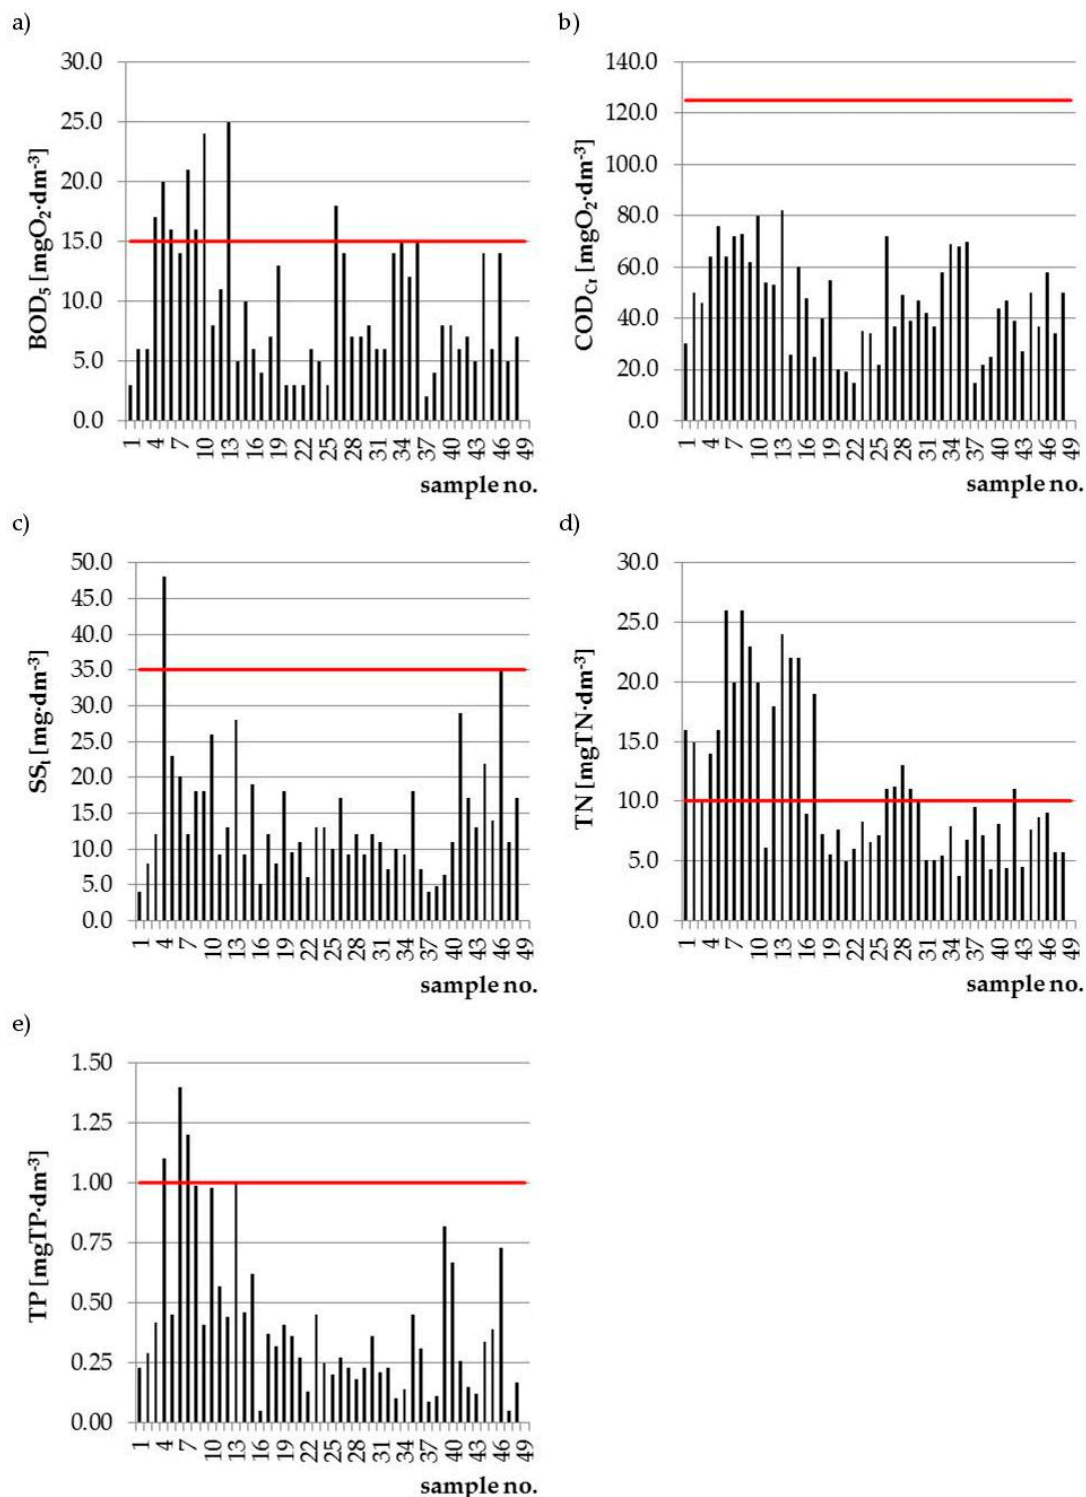 a)
30.0
25.0
20.0
15.0
10.0
5.0
0.0
BOD5 [mgO2·dm-3]
1 4 7 10 13 16 19 22 25 28 31 34 37 40 43 46 49
sample no.
b)
140.0
120.0
100.0
80.0
60.0
40.0
20.0
0.0
CODCr [mgO2·dm-3]
1 4 7 10 13 16 19 22 25 28 31 34 37 40 43 46 49
sample no.
c)
50.0
45.0
40.0
35.0
30.0
25.0
20.0
15.0
10.0
5.0
0.0
SSt [mg·dm-3]
1 4 7 10 13 16 19 22 25 28 31 34 37 40 43 46 49
sample no.
d)
30.0
25.0
20.0
15.0
10.0
5.0
0.0
TN [mgTN·dm-3]
1 4 7 10 13 16 19 22 25 28 31 34 37 40 43 46 49
sample no.
e)
1.50
1.25
1.00
0.75
0.50
0.25
0.00
TP [mgTP·dm-3]
1 4 7 10 13 16 19 22 25 28 31 34 37 40 43 46 49
sample no.